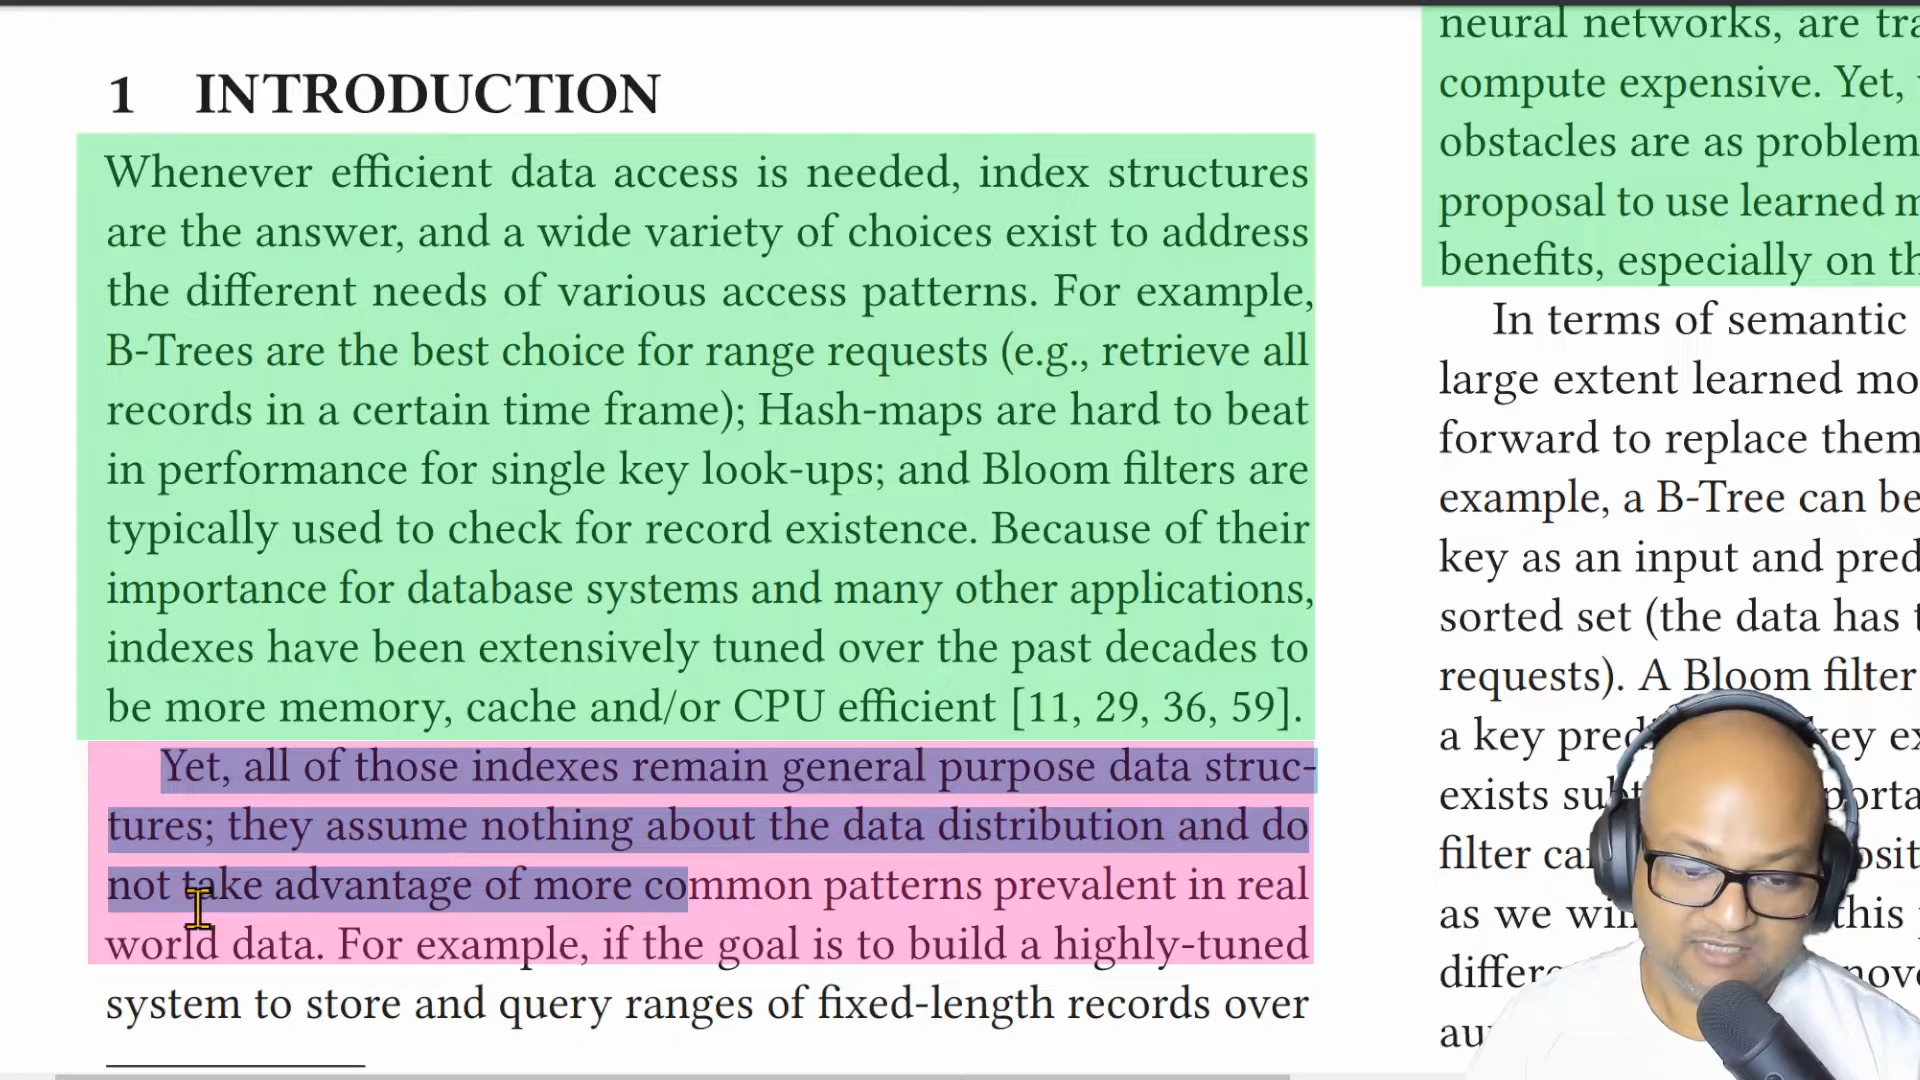 1 INTRODUCTION
Whenever efficient data access is needed, index structures
are the answer, and a wide variety of choices exist to address
the different needs of various access patterns. For example,
B-Trees are the best choice for range requests (e.g., retrieve all
records in a certain time frame); Hash-maps are hard to beat
in performance for single key look-ups; and Bloom filters are
typically used to check for record existence. Because of their
importance for database systems and many other applications,
indexes have been extensively tuned over the past decades to
be more memory, cache and/or CPU efficient [11, 29, 36, 59].
Yet, all of those indexes remain general purpose data struc-
tures; they assume nothing about the data distribution and do
not take advantage of more common patterns prevalent in real
world data. For example, if the goal is to build a highly-tuned
system to store and query ranges of fixed-length records over
neural networks, are
compute expensive. Yet,
obstacles are as
proposal to use learned
benefits, especially on
In terms of semantic
large extent learned
forward to replace them
example, a B-Tree can be
key as an input and
sorted set (the data has
requests). A Bloom filter
a key key
exists
filter
as we this